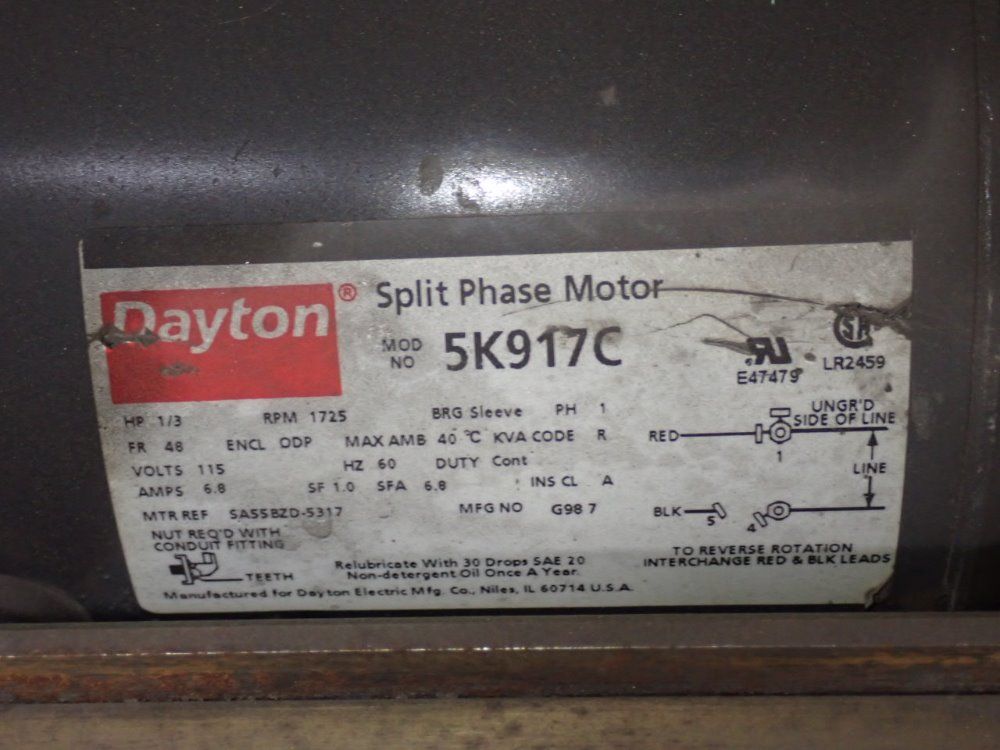 Dayton® Split Phase Motor
MOD NO 5K917C
E47479 LR2459
HP 1/3 RPM 1725 BRG Sleeve PH 1
FR 48 ENCL ODP MAX AMB 40 °C KVA CODE R
VOLTS 115 HZ 60 DUTY Cont
AMPS 6.8 SF 1.0 SFA 6.8 INS CL A
MTR REF SA55BZD-5317 MFG NO G98 7
NUT REQ'D WITH
CONDUIT FITTING
TEETH
Relubricate With 30 Drops SAE 20
Non-detergent Oil Once A Year.
Manufactured for Dayton Electric Mfg. Co., Niles, IL 60714 U.S.A.
UNGR'D
SIDE OF LINE
RED
1
LINE
BLK 5 4
TO REVERSE ROTATION
INTERCHANGE RED & BLK LEADS